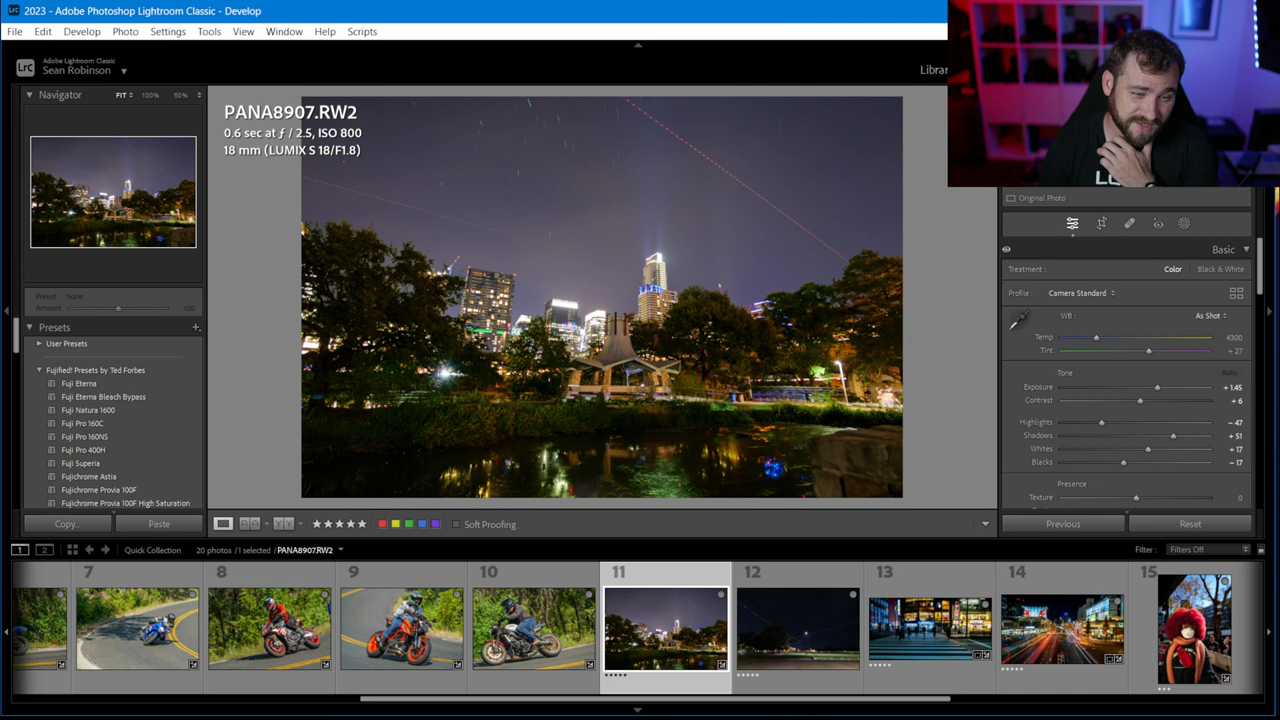 2023 - Adobe Photoshop Lightroom Classic - Develop
File Edit Develop Photo Settings Tools View Window Help Scripts
Lrc
Adobe Lightroom Classic
Sean Robinson
Navigator FIT 100% 50%
Preset: None
Amount 100
Presets
User Presets
Fujified! Presets by Ted Forbes
Fuji Eterna
Fuji Eterna Bleach Bypass
Fuji Natura 1600
Fuji Pro 160C
Fuji Pro 160NS
Fuji Pro 400H
Fuji Superia
Fujichrome Astia
Fujichrome Provia 100F
Fujichrome Provia 100F High Saturation
Copy... Paste
PANA8907.RW2
0.6 sec at ƒ / 2.5, ISO 800
18 mm (LUMIX S 18/F1.8)
Original Photo
Basic
Treatment : Color Black & White
Profile : Camera Standard
WB : As Shot
Temp 4300
Tint + 27
Tone Auto
Exposure + 1.45
Contrast + 6
Highlights − 47
Shadows + 51
Whites + 17
Blacks − 17
Presence
Texture 0
Previous Reset
Soft Proofing
1 2 Quick Collection 20 photos / 1 selected / PANA8907.RW2
Filter : Filters Off
7 8 9 10 11 12 13 14 15